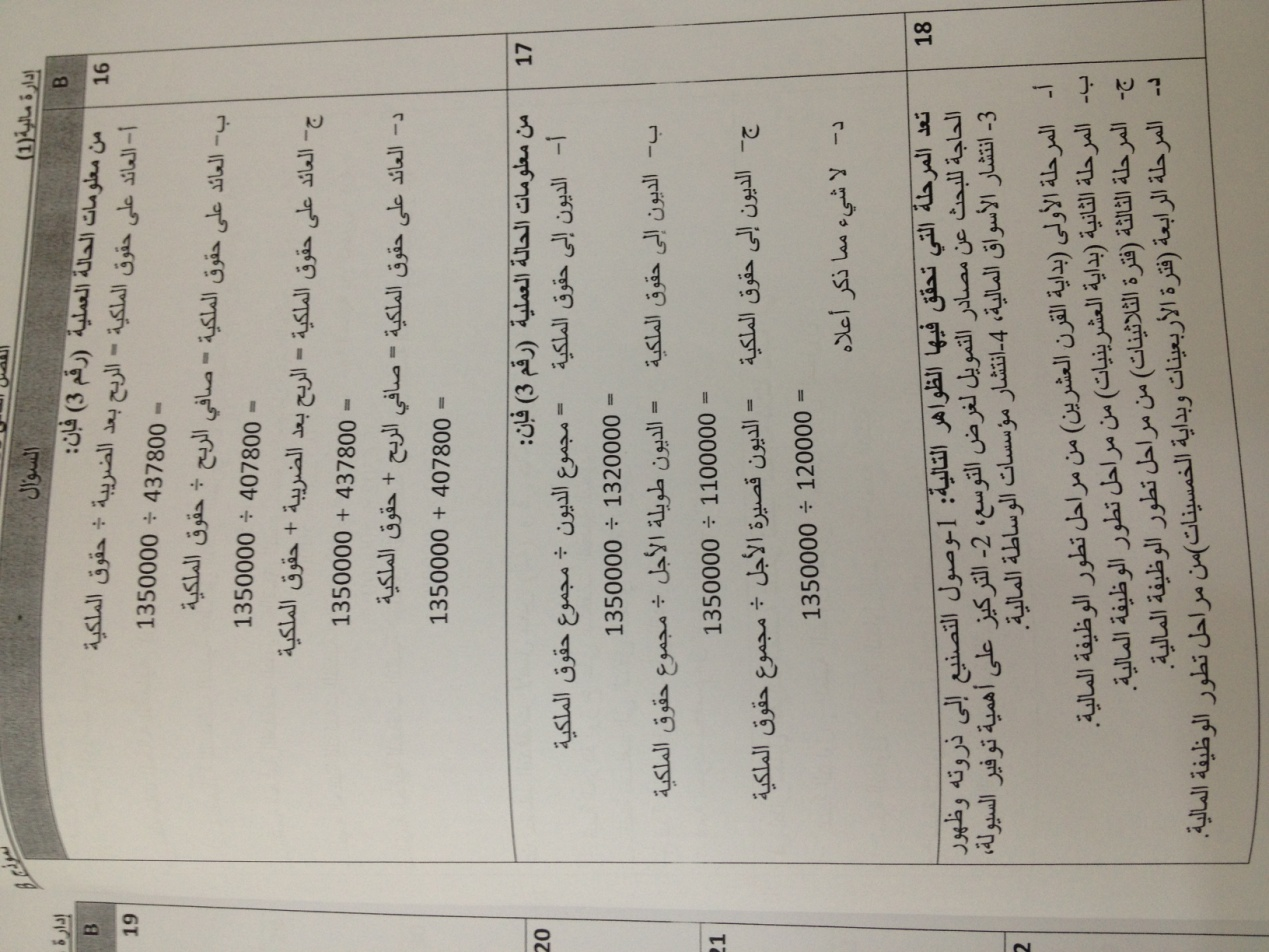 إدارة مالية(1)
نموذج B
السؤال
B
16
من معلومات الحالة العملية (رقم 3) فإن:
أ- العائد على حقوق الملكية = الربح بعد الضريبة ÷ حقوق الملكية
= 437800 ÷ 1350000
ب- العائد على حقوق الملكية = صافي الربح ÷ حقوق الملكية
= 407800 ÷ 1350000
ج- العائد على حقوق الملكية = الربح بعد الضريبة + حقوق الملكية
= 437800 + 1350000
د- العائد على حقوق الملكية = صافي الربح + حقوق الملكية
= 407800 + 1350000
17
من معلومات الحالة العملية (رقم 3) فإن:
أ- الديون إلى حقوق الملكية = مجموع الديون ÷ مجموع حقوق الملكية
= 1320000 ÷ 1350000
ب- الديون إلى حقوق الملكية = الديون طويلة الأجل ÷ مجموع حقوق الملكية
= 1100000 ÷ 1350000
ج- الديون إلى حقوق الملكية = الديون قصيرة الأجل ÷ مجموع حقوق الملكية
= 120000 ÷ 1350000
د- لا شيء مما ذكر أعلاه
18
تعد المرحلة التي تحقق فيها الظواهر التالية: 1-وصول التصنيع إلى ذروته وظهور
الحاجة للبحث عن مصادر التمويل لغرض التوسع، 2- التركيز على أهمية توفير السيولة،
3- انتشار الأسواق المالية، 4-انتشار مؤسسات الوساطة المالية.
أ- المرحلة الأولى (بداية القرن العشرين) من مراحل تطور الوظيفة المالية.
ب- المرحلة الثانية (بداية العشرينيات) من مراحل تطور الوظيفة المالية.
ج- المرحلة الثالثة (فترة الثلاثينات) من مراحل تطور الوظيفة المالية.
د- المرحلة الرابعة (فترة الأربعينات وبداية الخمسينات)من مراحل تطور الوظيفة المالية.
إدارة
B
19
20
21
2